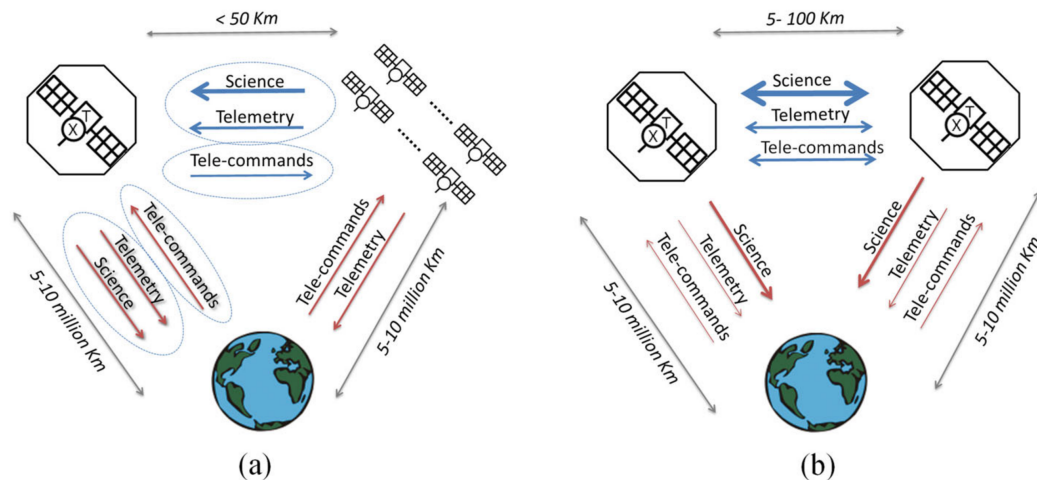 < 50 Km
Science
Telemetry
Tele-commands
X T
Tele-commands
Telemetry
Science
5-10 million Km
Tele-commands
Telemetry
5-10 million Km
(a)
5- 100 Km
Science
Telemetry
Tele-commands
X T
X T
Science
Telemetry
Tele-commands
5-10 million Km
Science
Telemetry
Tele-commands
5-10 million Km
(b)